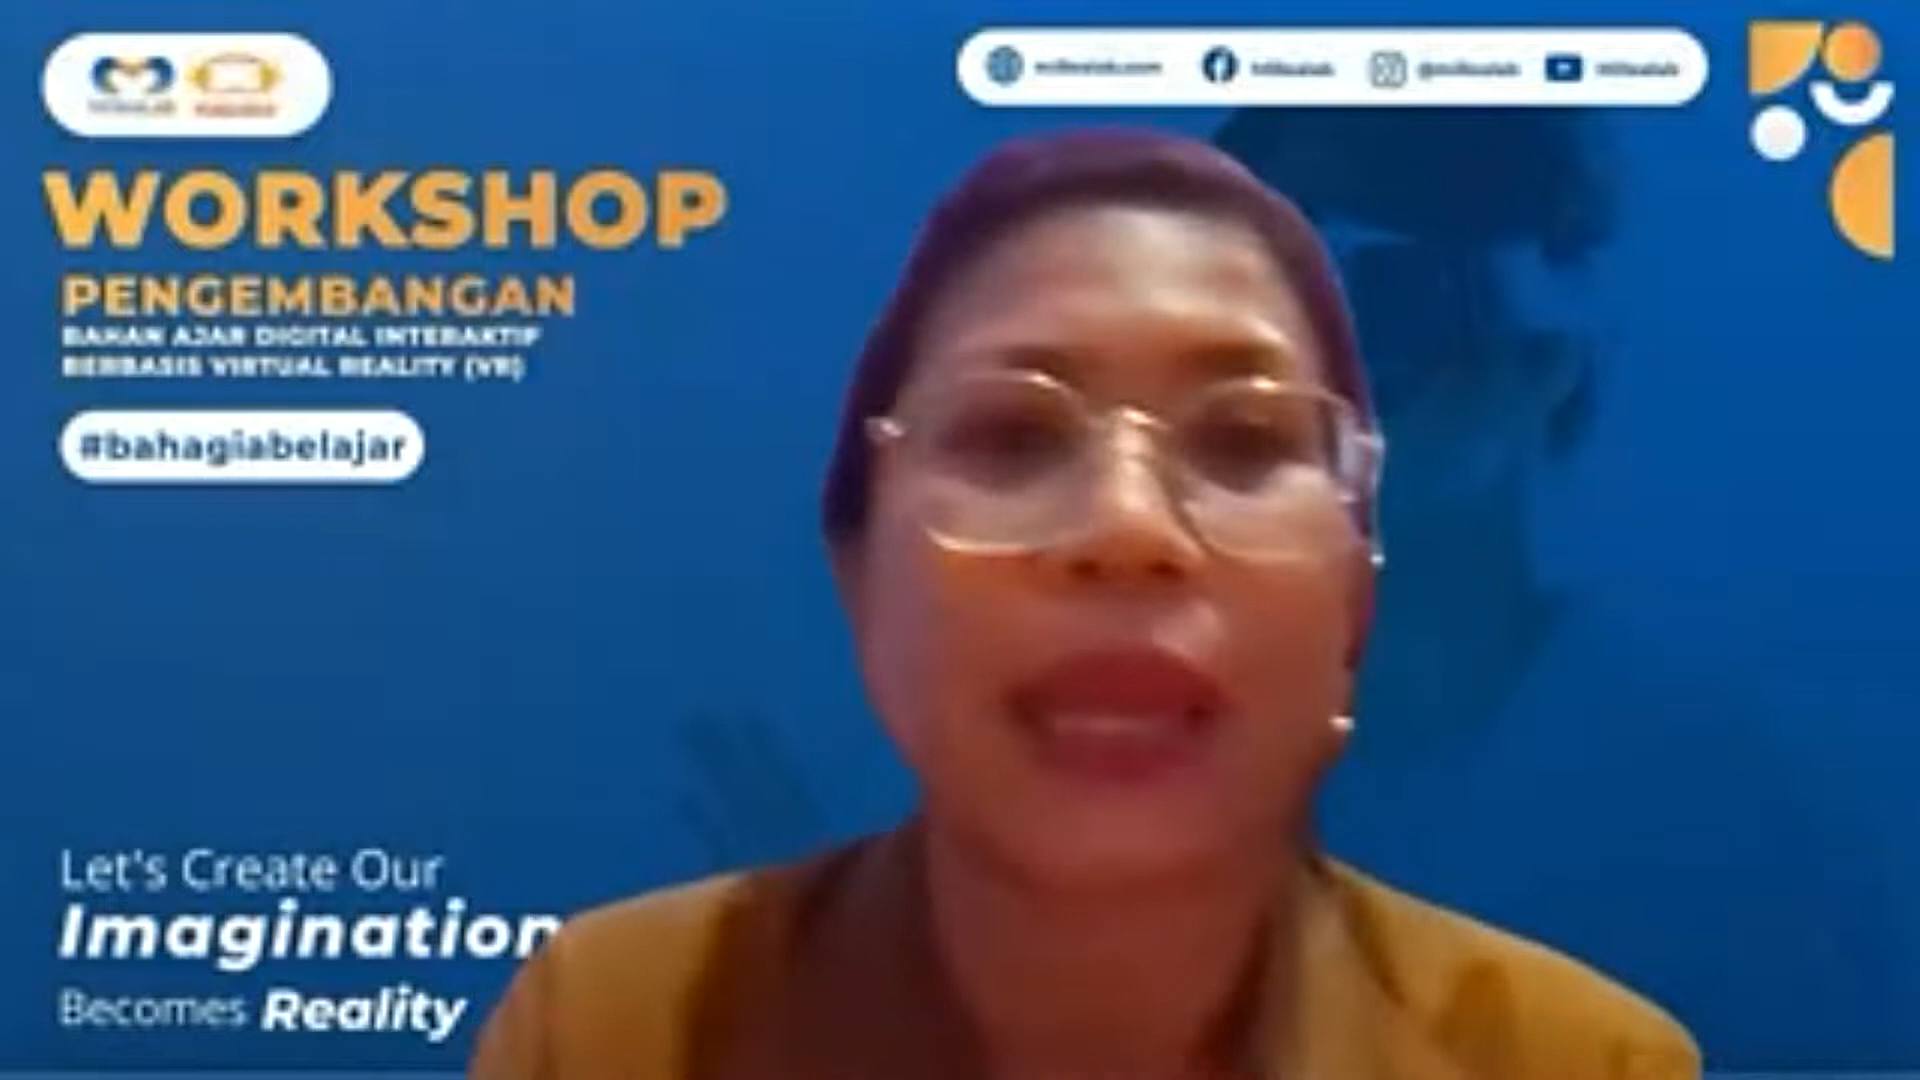 WORKSHOP
PENGEMBANGAN
BAHAN AJAR DIGITAL INTERAKTIF
BERBASIS VIRTUAL REALITY (VR)
#bahagiabelajar
Let's Create Our
Imagination
Becomes Reality